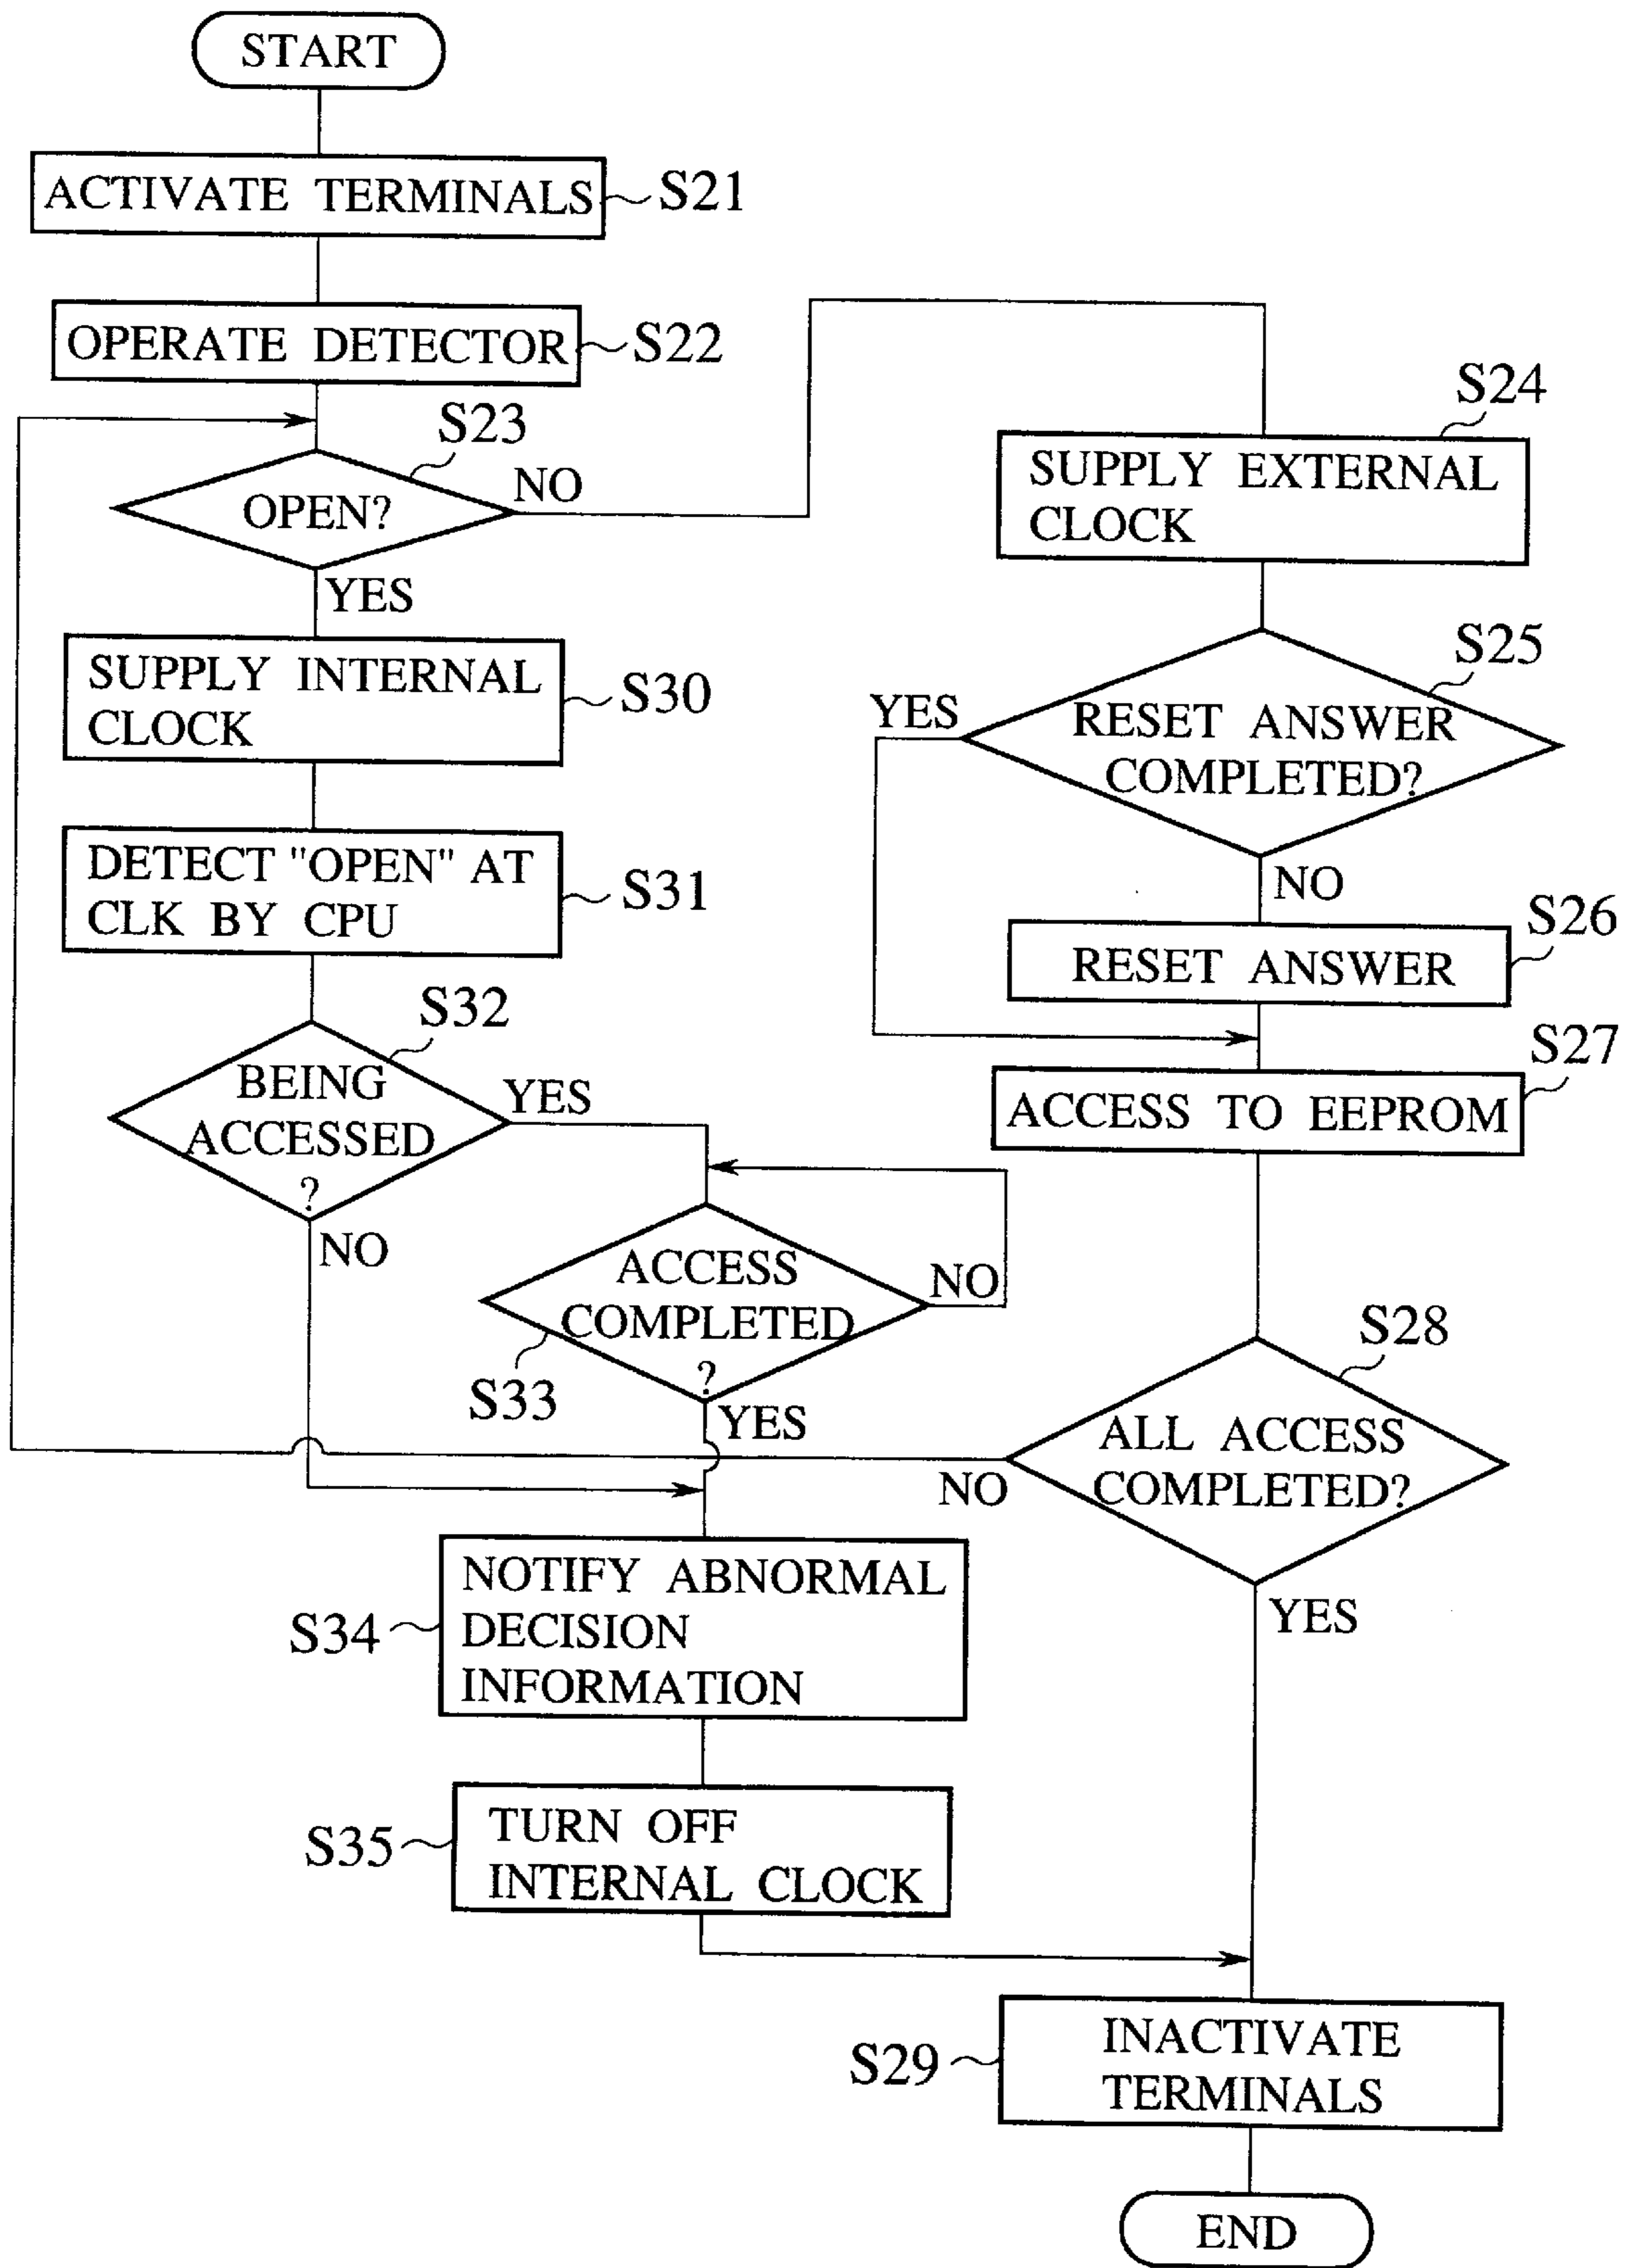 START
ACTIVATE TERMINALS
S21
OPERATE DETECTOR
S22
S23
OPEN?
NO
YES
S24
SUPPLY EXTERNAL
CLOCK
S25
RESET ANSWER
COMPLETED?
YES
NO
S26
RESET ANSWER
S27
ACCESS TO EEPROM
S28
ALL ACCESS
COMPLETED?
NO
YES
SUPPLY INTERNAL
CLOCK
S30
DETECT "OPEN" AT
CLK BY CPU
S31
S32
BEING
ACCESSED
?
YES
NO
ACCESS
COMPLETED
?
NO
S33
YES
NOTIFY ABNORMAL
DECISION
INFORMATION
S34
TURN OFF
INTERNAL CLOCK
S35
INACTIVATE
TERMINALS
S29
END